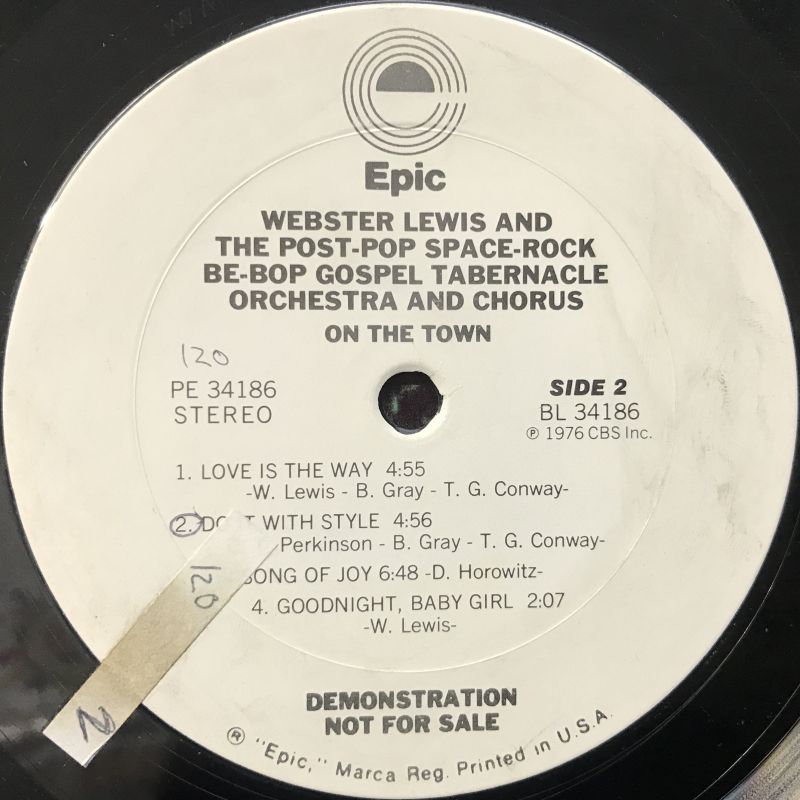 Epic
WEBSTER LEWIS AND
THE POST-POP SPACE-ROCK
BE-BOP GOSPEL TABERNACLE
ORCHESTRA AND CHORUS
ON THE TOWN
120
PE 34186
STEREO
SIDE 2
BL 34186
℗ 1976 CBS Inc.
1. LOVE IS THE WAY 4:55
-W. Lewis - B. Gray - T. G. Conway-
2. WITH STYLE 4:56
Perkinson - B. Gray - T. G. Conway-
SONG OF JOY 6:48 -D. Horowitz-
4. GOODNIGHT, BABY GIRL 2:07
-W. Lewis-
120
2
DEMONSTRATION
NOT FOR SALE
® "Epic," Marca Reg. Printed in U.S.A.